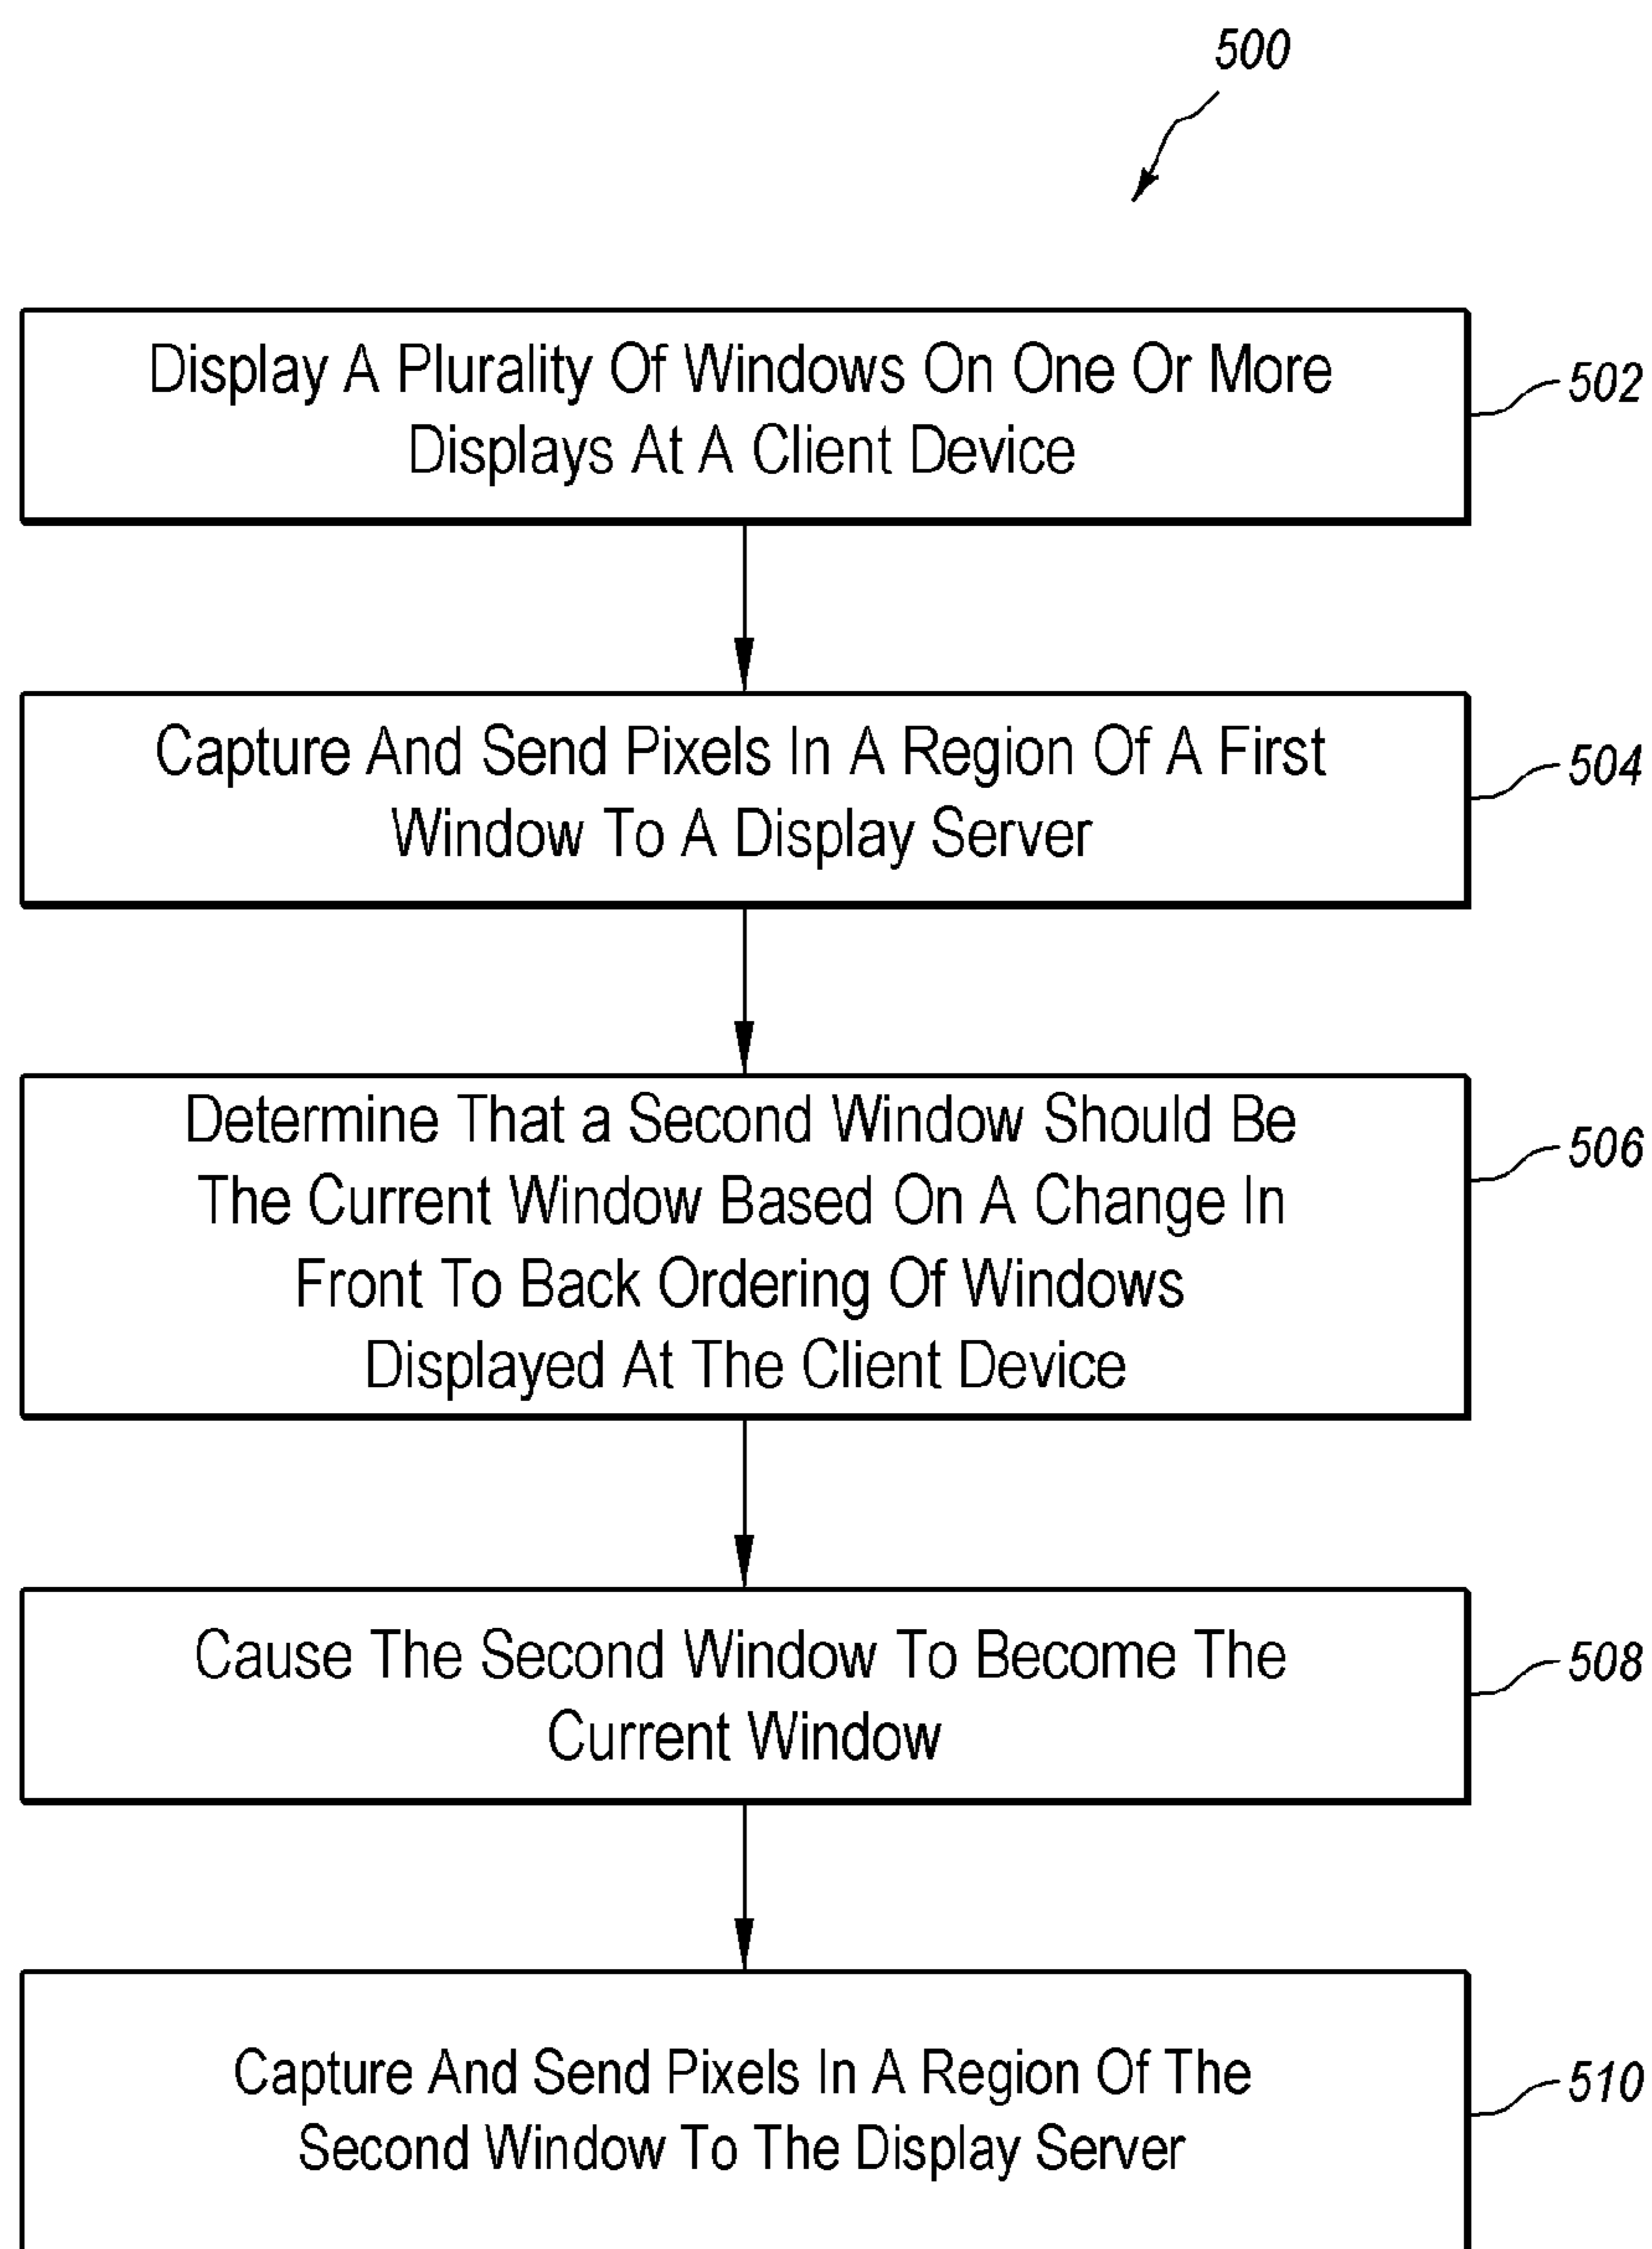 500
Display A Plurality Of Windows On One Or More
Displays At A Client Device
502
Capture And Send Pixels In A Region Of A First
Window To A Display Server
504
Determine That a Second Window Should Be
The Current Window Based On A Change In
Front To Back Ordering Of Windows
Displayed At The Client Device
506
Cause The Second Window To Become The
Current Window
508
Capture And Send Pixels In A Region Of The
Second Window To The Display Server
510